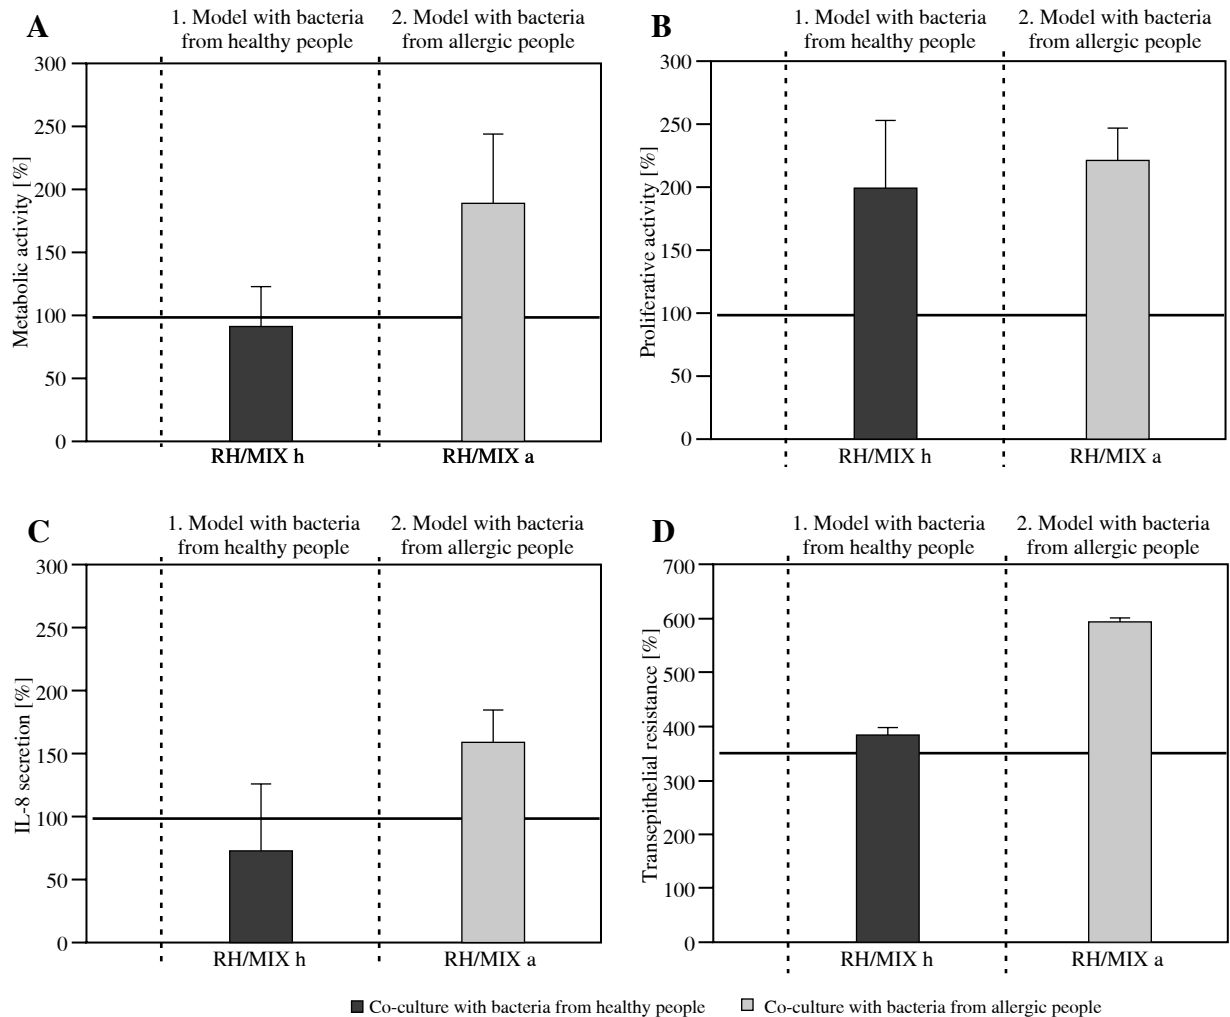 A
1. Model with bacteria
from healthy people
2. Model with bacteria
from allergic people
300
250
200
150
100
50
0
Metabolic activity [%]
RH/MIX h
RH/MIX a
B
1. Model with bacteria
from healthy people
2. Model with bacteria
from allergic people
300
250
200
150
100
50
0
Proliferative activity [%]
RH/MIX h
RH/MIX a
C
1. Model with bacteria
from healthy people
2. Model with bacteria
from allergic people
300
250
200
150
100
50
0
IL-8 secretion [%]
RH/MIX h
RH/MIX a
D
1. Model with bacteria
from healthy people
2. Model with bacteria
from allergic people
700
600
500
400
300
200
100
0
Transepithelial resistance [%]
RH/MIX h
RH/MIX a
Co-culture with bacteria from healthy people
Co-culture with bacteria from allergic people